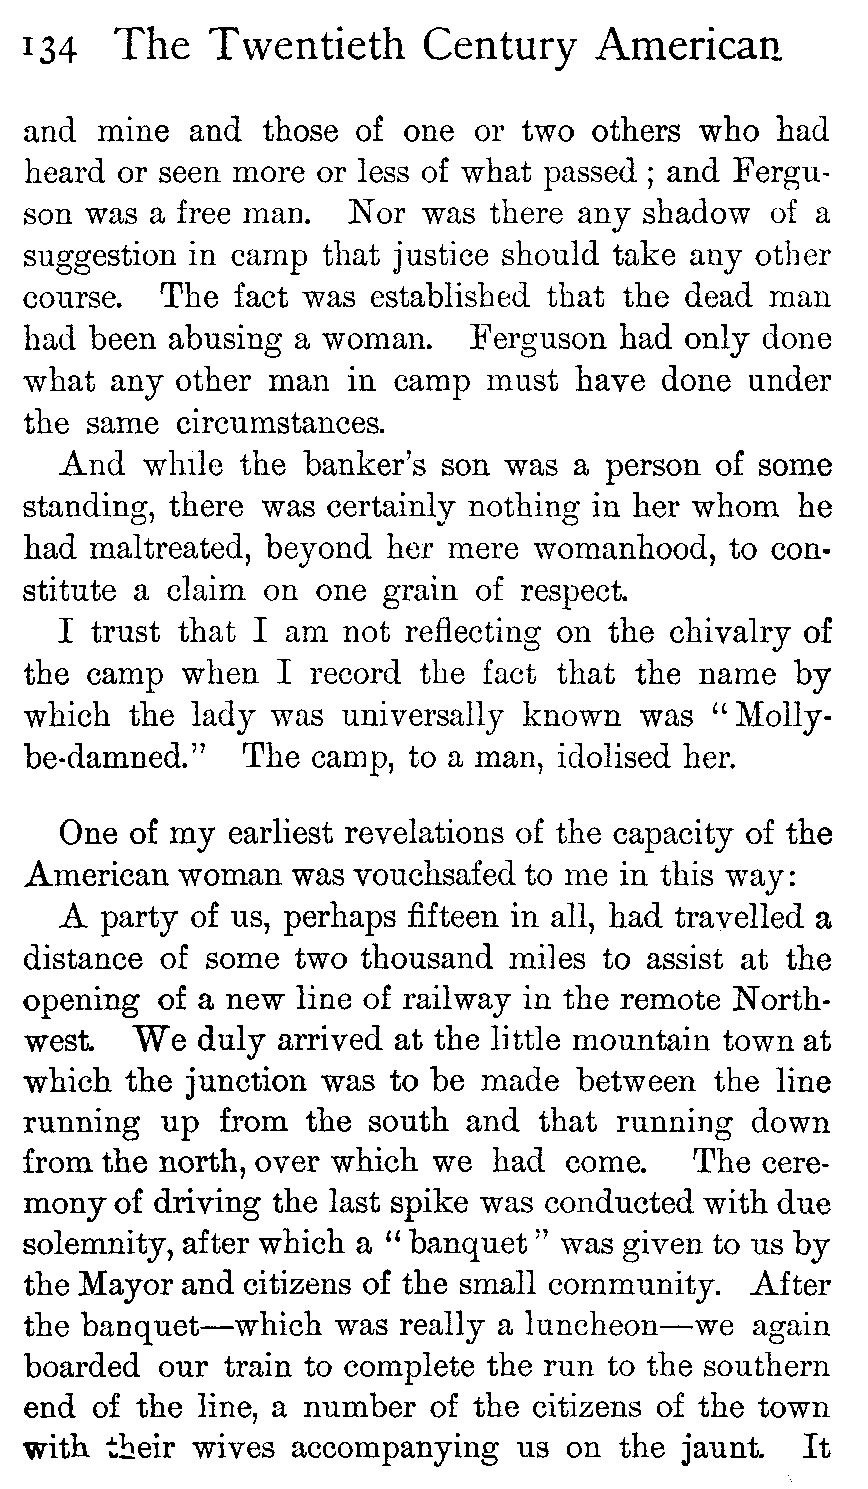 134 The Twentieth Century American
and mine and those of one or two others who had
heard or seen more or less of what passed ; and Fergu-
son was a free man. Nor was there any shadow of a
suggestion in camp that justice should take any other
course. The fact was established that the dead man
had been abusing a woman. Ferguson had only done
what any other man in camp must have done under
the same circumstances.
And while the banker's son was a person of some
standing, there was certainly nothing in her whom he
had maltreated, beyond her mere womanhood, to con-
stitute a claim on one grain of respect.
I trust that I am not reflecting on the chivalry of
the camp when I record the fact that the name by
which the lady was universally known was "Molly-
be-damned." The camp, to a man, idolised her.
One of my earliest revelations of the capacity of the
American woman was vouchsafed to me in this way:
A party of us, perhaps fifteen in all, had travelled a
distance of some two thousand miles to assist at the
opening of a new line of railway in the remote North-
west. We duly arrived at the little mountain town at
which the junction was to be made between the line
running up from the south and that running down
from the north, over which we had come. The cere-
mony of driving the last spike was conducted with due
solemnity, after which a "banquet" was given to us by
the Mayor and citizens of the small community. After
the banquet—which was really a luncheon—we again
boarded our train to complete the run to the southern
end of the line, a number of the citizens of the town
with their wives accompanying us on the jaunt. It